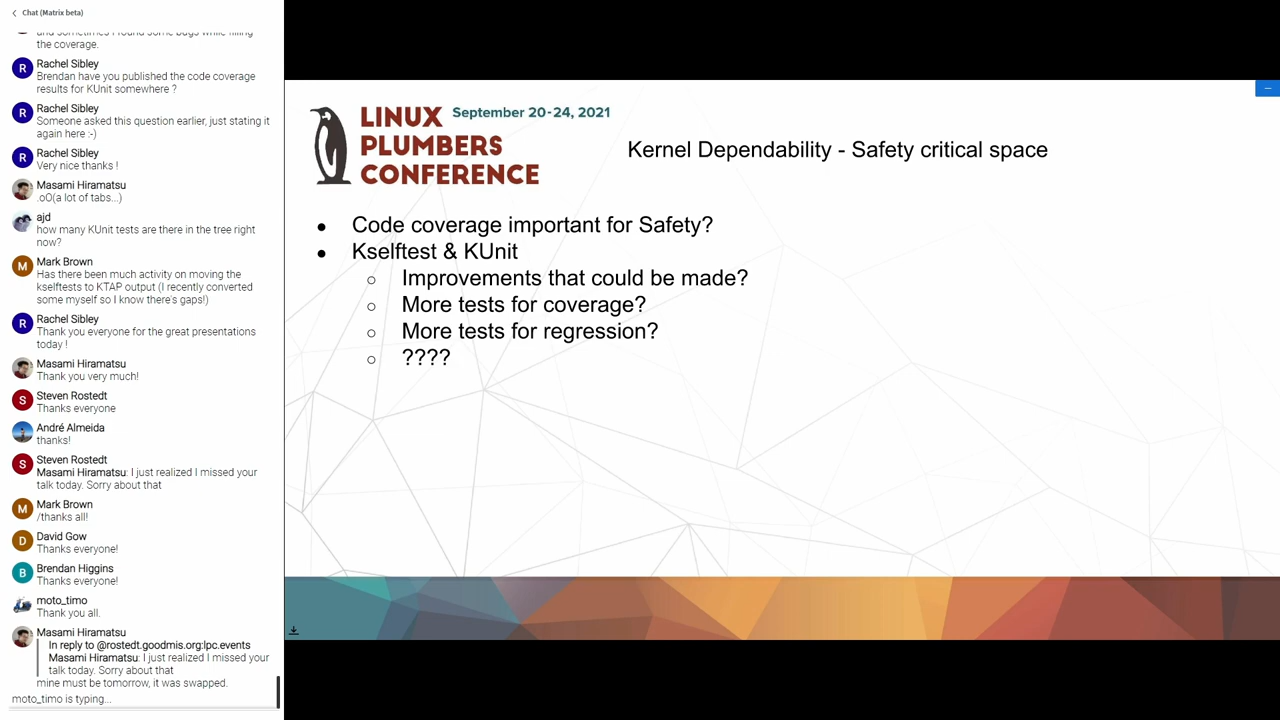 Chat (Matrix beta)
and sometimes I found some bugs while filling
the coverage.
R
Rachel Sibley
Brendan have you published the code coverage
results for KUnit somewhere ?
R
Rachel Sibley
Someone asked this question earlier, just stating it
again here :-)
R
Rachel Sibley
Very nice thanks !
Masami Hiramatsu
.oO(a lot of tabs...)
ajd
how many KUnit tests are there in the tree right
now?
M
Mark Brown
Has there been much activity on moving the
kselftests to KTAP output (I recently converted
some myself so I know there's gaps!)
R
Rachel Sibley
Thank you everyone for the great presentations
today !
Masami Hiramatsu
Thank you very much!
S
Steven Rostedt
Thanks everyone
André Almeida
thanks!
S
Steven Rostedt
Masami Hiramatsu: I just realized I missed your
talk today. Sorry about that
M
Mark Brown
/thanks all!
D
David Gow
Thanks everyone!
B
Brendan Higgins
Thanks everyone!
moto_timo
Thank you all.
Masami Hiramatsu
In reply to @rostedt.goodmis.org:lpc.events
Masami Hiramatsu: I just realized I missed your
talk today. Sorry about that
mine must be tomorrow, it was swapped.
moto_timo is typing...
LINUX September 20-24, 2021
PLUMBERS
CONFERENCE
Kernel Dependability - Safety critical space
● Code coverage important for Safety?
● Kselftest & KUnit
○ Improvements that could be made?
○ More tests for coverage?
○ More tests for regression?
○ ????